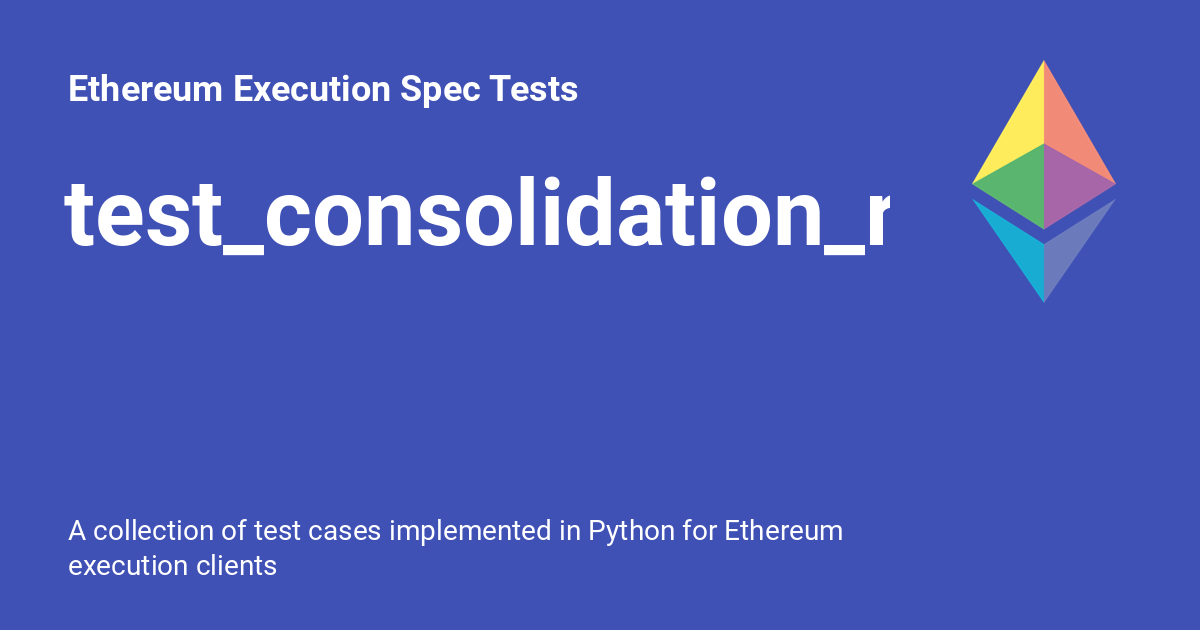 Ethereum Execution Spec Tests
test_consolidation_r
A collection of test cases implemented in Python for Ethereum
execution clients